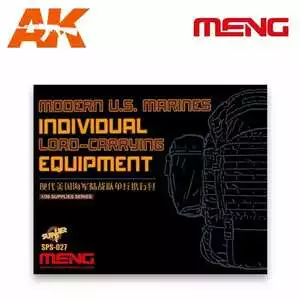 AK
MENG
MODERN U.S. MARINES
INDIVIDUAL
LOAD-CARRYING
EQUIPMENT
现代美国海军陆战队单兵携行具
1/35 SUPPLIES SERIES
SUPPLIES
SPS-027
MENG